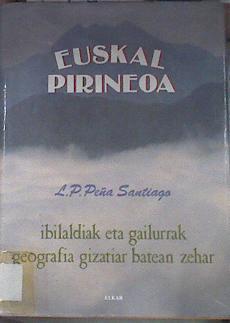 EUSKAL
PIRINEOA
L.P.Peña Santiago
ibilaldiak eta gailurrak
geografia gizatiar batean zehar
ELKAR